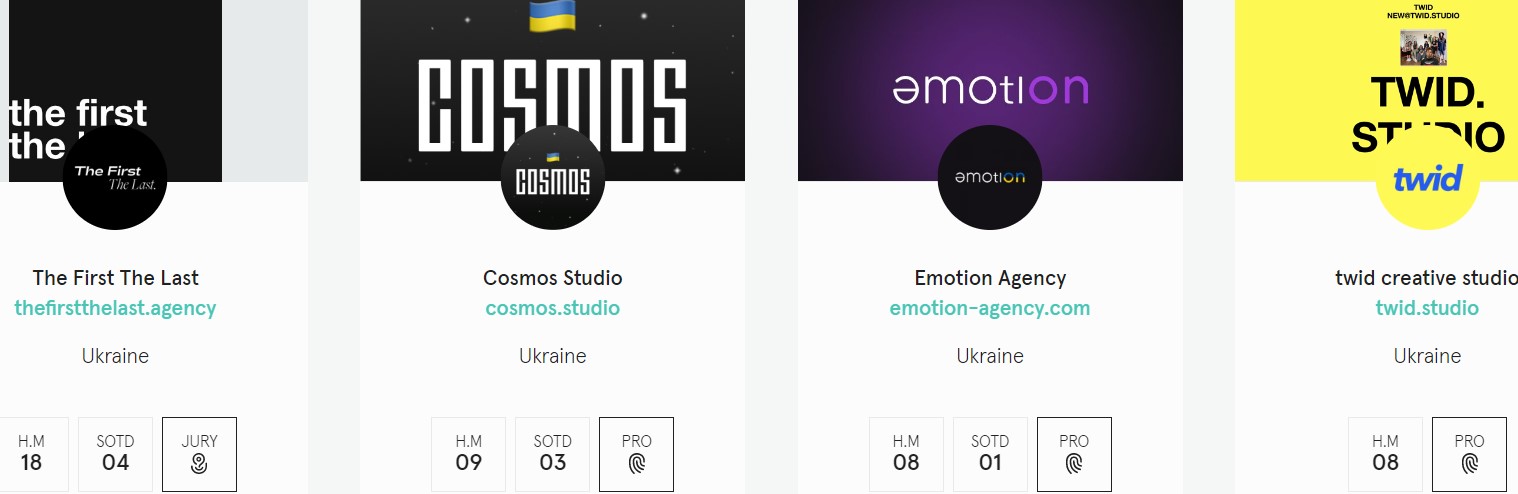 the first
the
The First
The Last.
The First The Last
thefirstthelast.agency
Ukraine
H.M
18
SOTD
04
JURY
COSMOS
COSMOS
Cosmos Studio
cosmos.studio
Ukraine
H.M
09
SOTD
03
PRO
əmotion
əmotion
Emotion Agency
emotion-agency.com
Ukraine
H.M
08
SOTD
01
PRO
TWID
NEW@TWID.STUDIO
TWID.
STUDIO
twid
twid creative studio
twid.studio
Ukraine
H.M
08
PRO